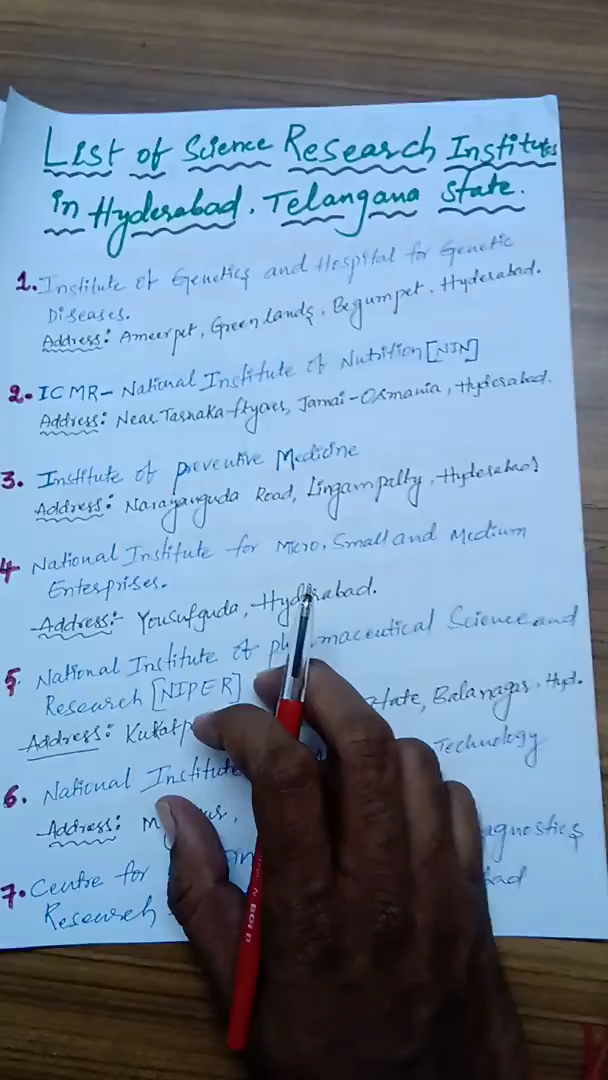 List of Science Research Institutes
in Hyderabad. Telangana State.
1. Institute of Genetics and Hospital for Genetic
Diseases.
Address: Ameerpet, Green lands, Begumpet, Hyderabad.
2. ICMR- National Institute of Nutrition [NIN]
Address: Near Tarnaka Jamai-Osmania, Hyderabad.
3. Institute of preventive Medicine
Address: Narayanguda Road, Lingampally, Hyderabad
4 National Institute for Micro, Small and Medium
Enterprises.
Address:- Yousufguda, Hyderabad.
5. National Institute of pharmaceutical Science and
Research [NIPER]
Address: Balanagar, Hyd.
6. National Institute Technology
Address:
7. Centre for
Research